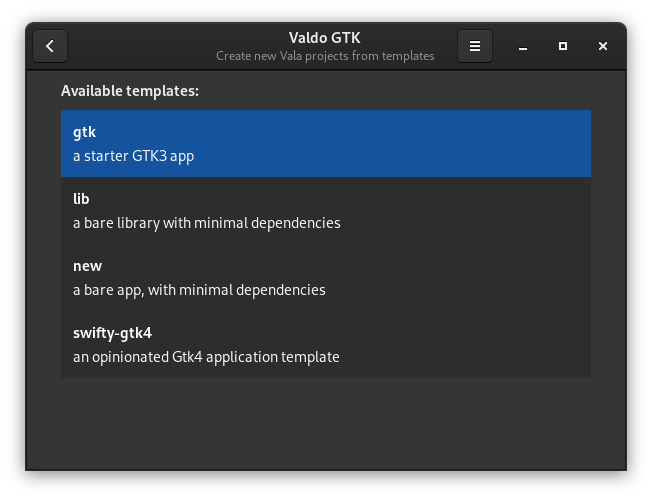 Valdo GTK
Create new Vala projects from templates
Available templates:
gtk
a starter GTK3 app
lib
a bare library with minimal dependencies
new
a bare app, with minimal dependencies
swifty-gtk4
an opinionated Gtk4 application template